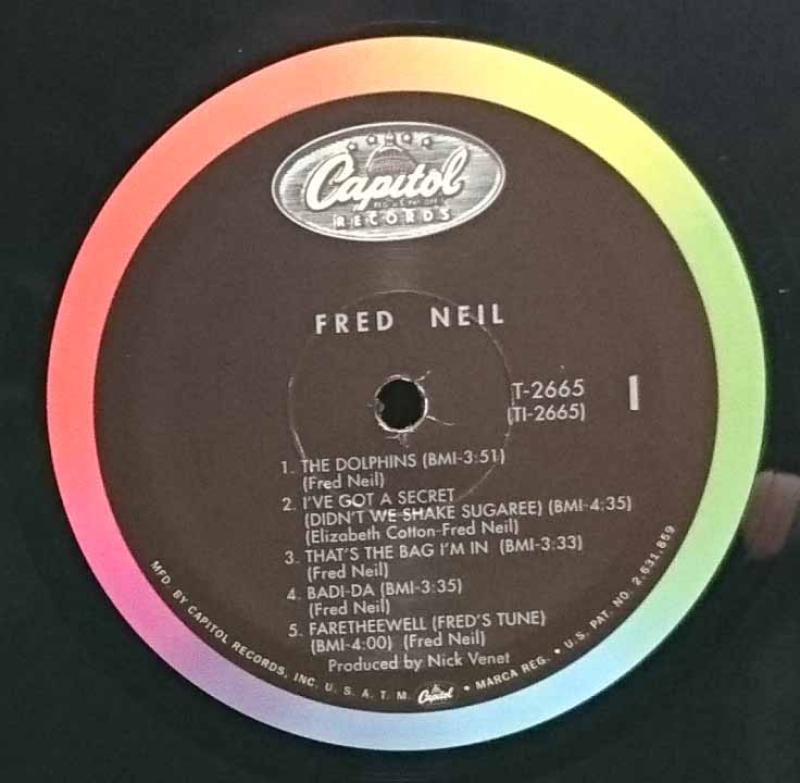 Capitol
RECORDS
FRED NEIL
T-2665
(TI-2665)
1
1. THE DOLPHINS (BMI-3:51)
(Fred Neil)
2. I'VE GOT A SECRET
(DIDN'T WE SHAKE SUGAREE) (BMI-4:35)
(Elizabeth Cotton-Fred Neil)
3. THAT'S THE BAG I'M IN (BMI-3:33)
(Fred Neil)
4. BADI-DA (BMI-3:35)
(Fred Neil)
5. FARETHEEWELL (FRED'S TUNE)
(BMI-4:00) (Fred Neil)
Produced by Nick Venet
MFD. BY CAPITOL RECORDS, INC. U. S. A. T. M. Capitol • MARCA REG. • U.S. PAT. NO. 2,631,859